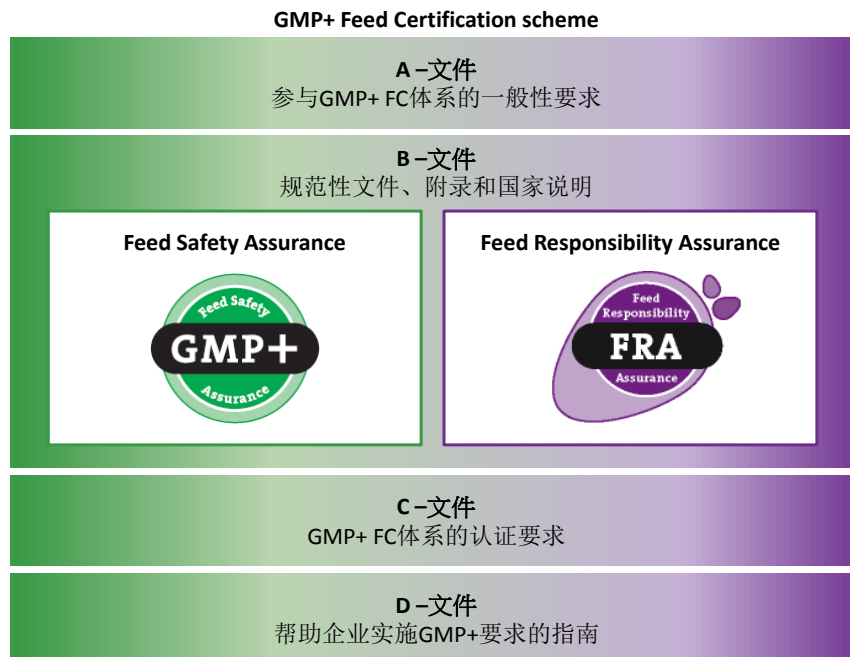 GMP+ Feed Certification scheme
A –文件
参与GMP+ FC体系的一般性要求
B –文件
规范性文件、附录和国家说明
Feed Safety Assurance
Feed Safety
GMP+
Assurance
Feed Responsibility Assurance
Feed
Responsibility
FRA
Assurance
C –文件
GMP+ FC体系的认证要求
D –文件
帮助企业实施GMP+要求的指南